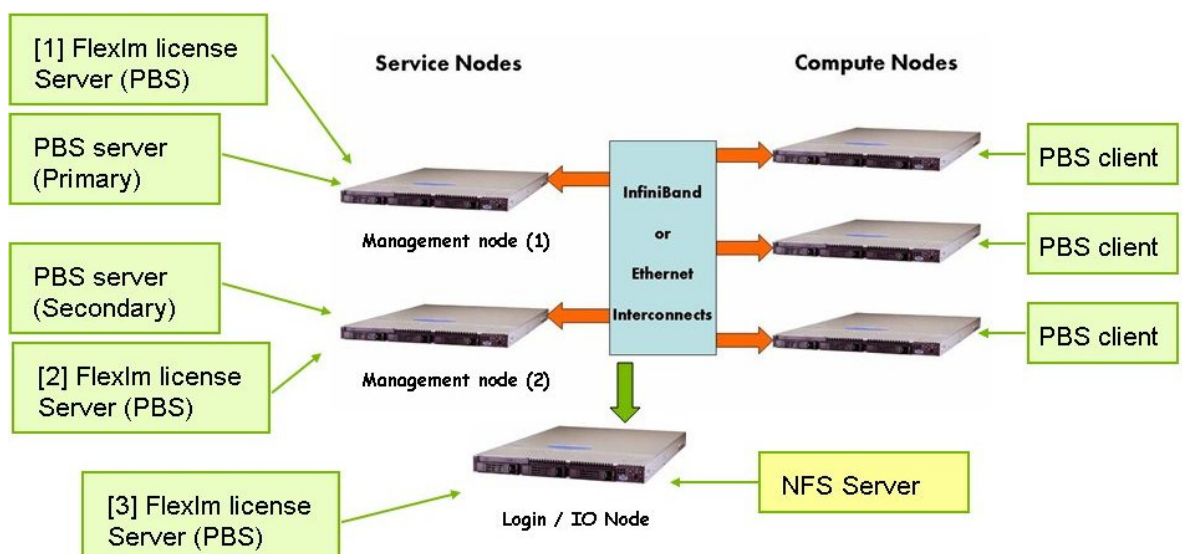 [1] Flexlm license
Server (PBS)
Service Nodes
Compute Nodes
PBS server
(Primary)
PBS client
InfiniBand
or
Ethernet
Interconnects
Management node (1)
PBS client
PBS server
(Secondary)
PBS client
[2] Flexlm license
Server (PBS)
Management node (2)
NFS Server
[3] Flexlm license
Server (PBS)
Login / IO Node